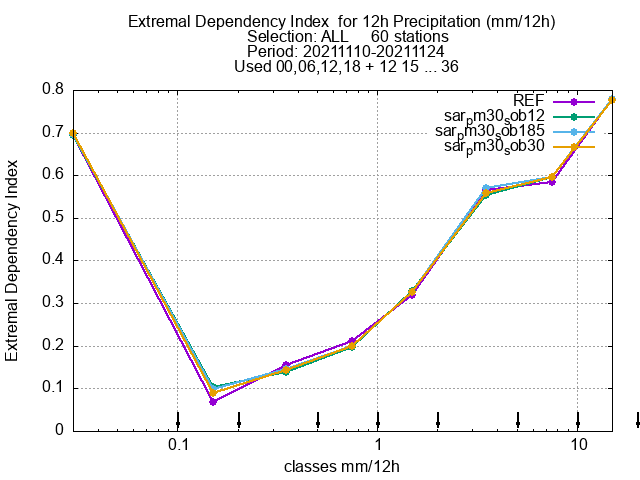 Extremal Dependency Index  for 12h Precipitation (mm/12h)
Selection: ALL     60 stations
Period: 20211110-20211124
Used 00,06,12,18 + 12 15 ... 36
REF
sar_pm30_sob12
sar_pm30_sob185
sar_pm30_sob30
Extremal Dependency Index
0.8
0.7
0.6
0.5
0.4
0.3
0.2
0.1
0
0.1
1
10
classes mm/12h